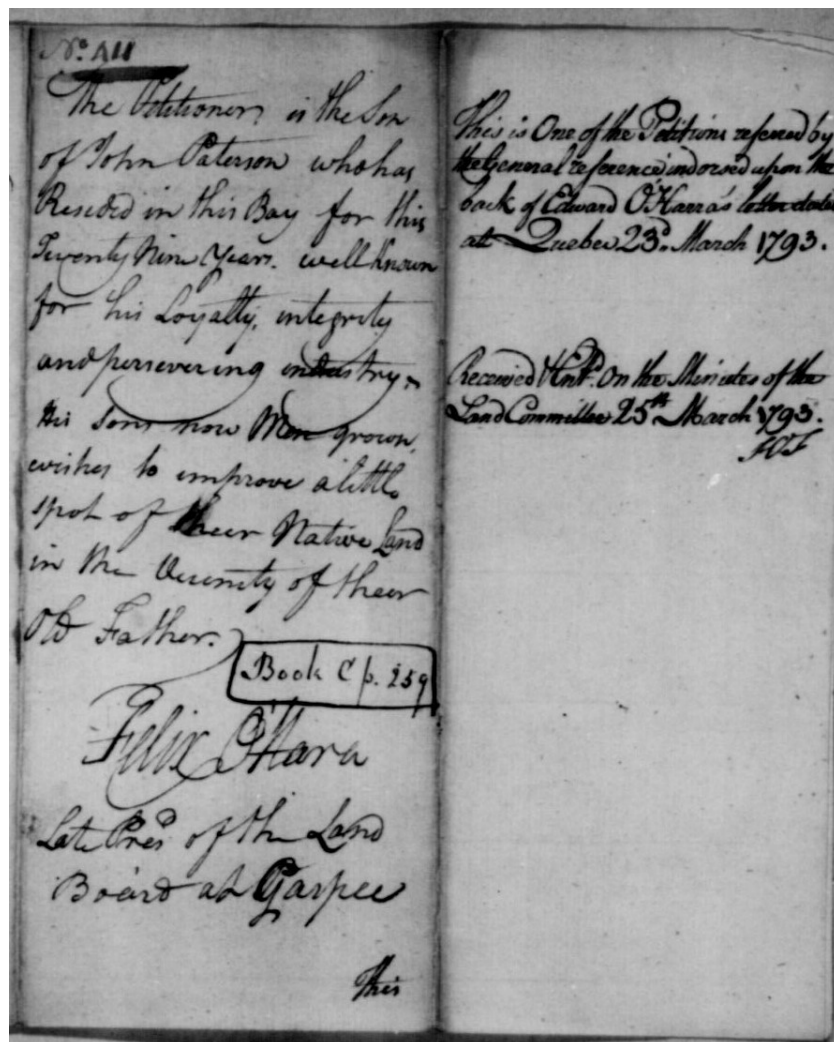 No. 411
The Petitioner, is the Son
of John Paterson who has
Resided in this Bay for this
Twenty Nine Years. well known
for his Loyalty, integrity
and persevering industry,
His sons now Men grown,
wishes to improve a little
spot of their Native Land
in the Vicinity of theer
Old Father.
Book C p. 259
Felix O'Hara
Late Presd of the Land
Board at Gaspee
This
This is One of the Petitions referred by
the General reference indorsed upon the
back of Edward O'Harra's letter dated
at Quebec 23d. March 1793.
Received & Entd. On the Minutes of the
Land Committee 25th March 1793.